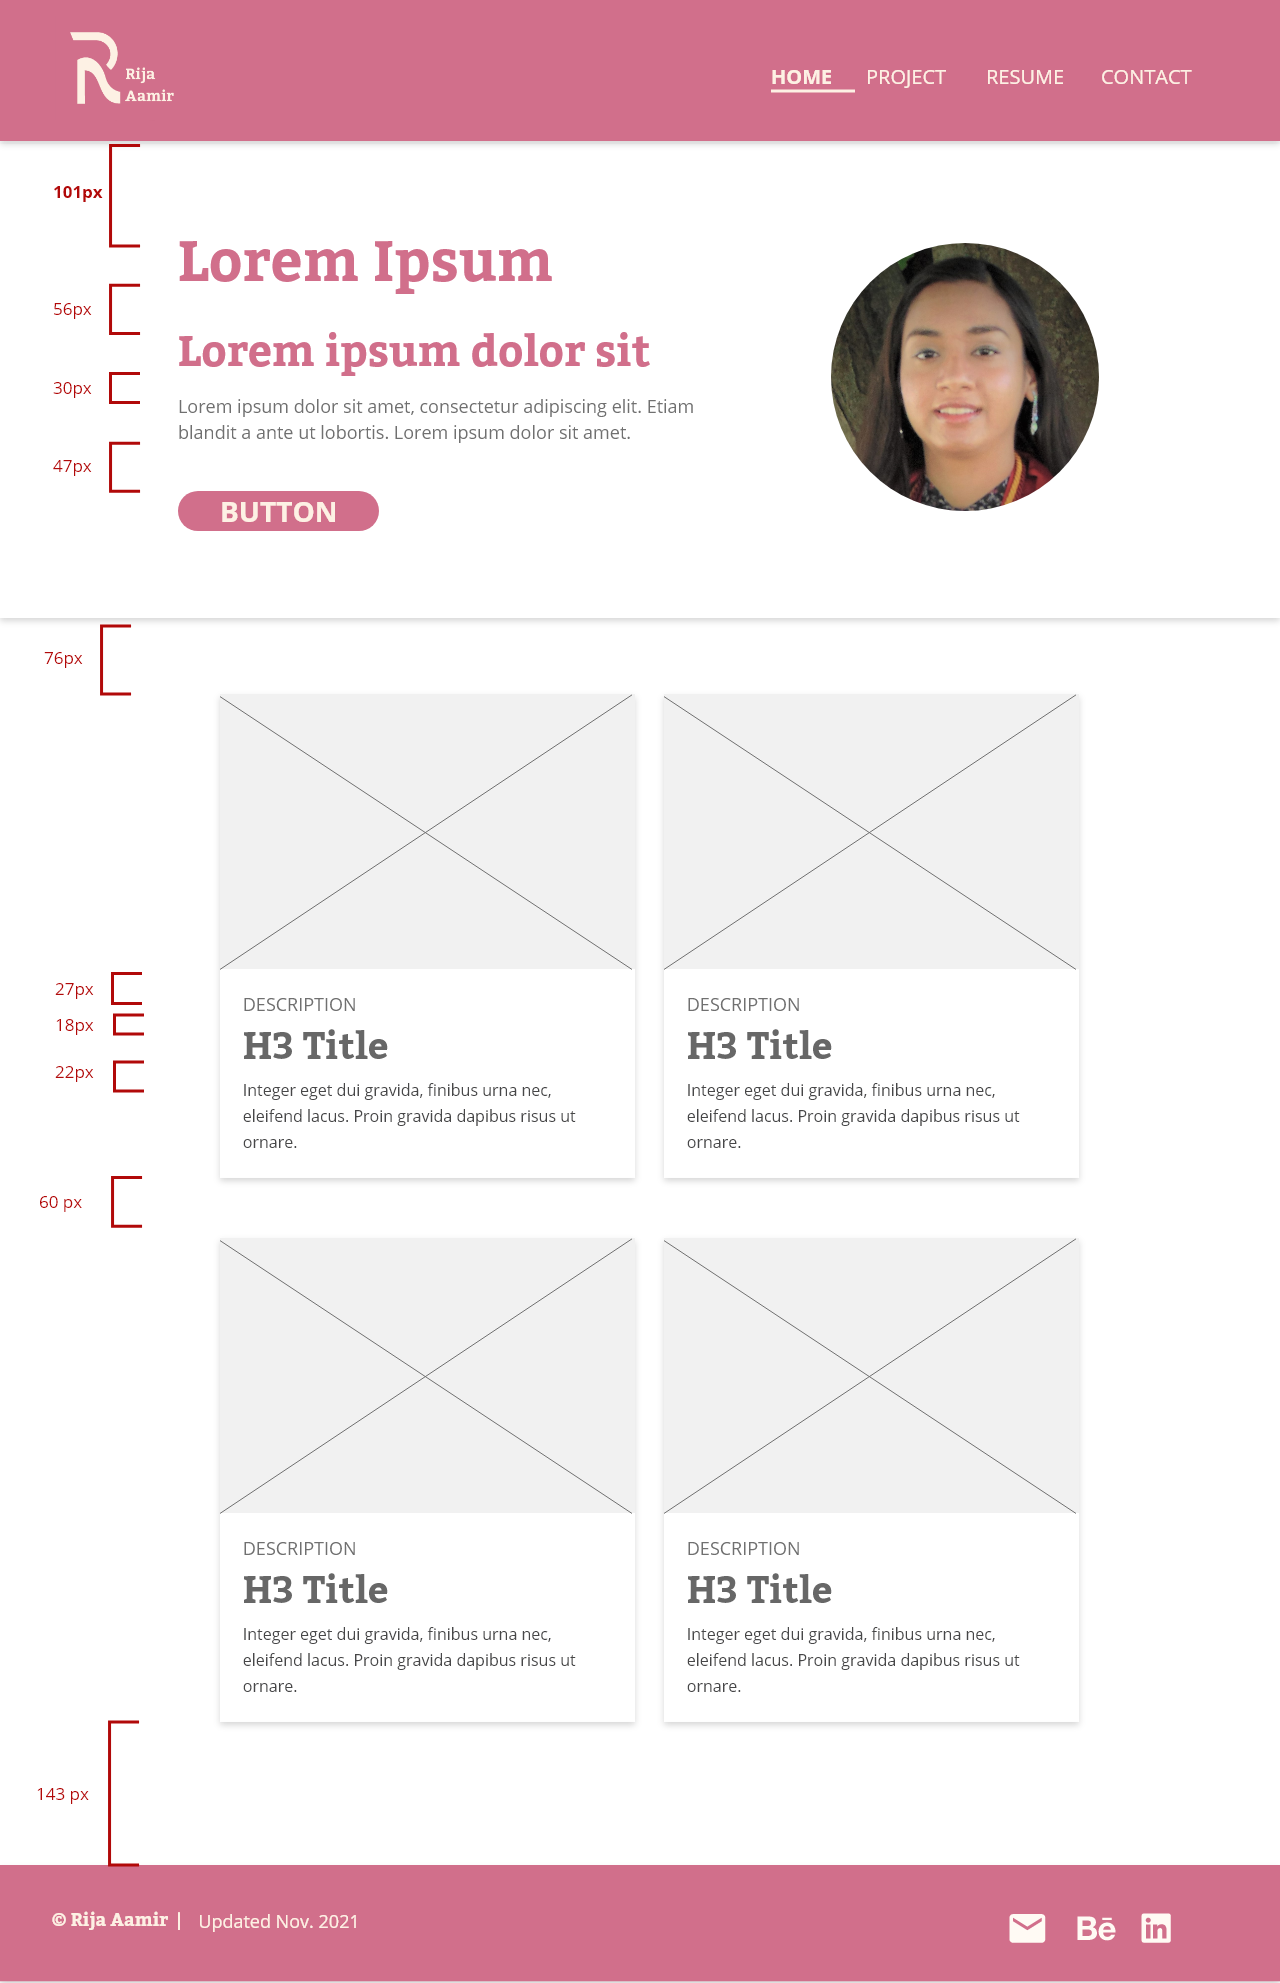 Rija
Aamir
HOME PROJECT RESUME CONTACT
101px
Lorem Ipsum
56px
Lorem ipsum dolor sit
30px
Lorem ipsum dolor sit amet, consectetur adipiscing elit. Etiam
blandit a ante ut lobortis. Lorem ipsum dolor sit amet.
47px
BUTTON
76px
27px
18px
22px
DESCRIPTION
H3 Title
Integer eget dui gravida, finibus urna nec,
eleifend lacus. Proin gravida dapibus risus ut
ornare.
DESCRIPTION
H3 Title
Integer eget dui gravida, finibus urna nec,
eleifend lacus. Proin gravida dapibus risus ut
ornare.
60 px
DESCRIPTION
H3 Title
Integer eget dui gravida, finibus urna nec,
eleifend lacus. Proin gravida dapibus risus ut
ornare.
DESCRIPTION
H3 Title
Integer eget dui gravida, finibus urna nec,
eleifend lacus. Proin gravida dapibus risus ut
ornare.
143 px
© Rija Aamir | Updated Nov. 2021
Bē in